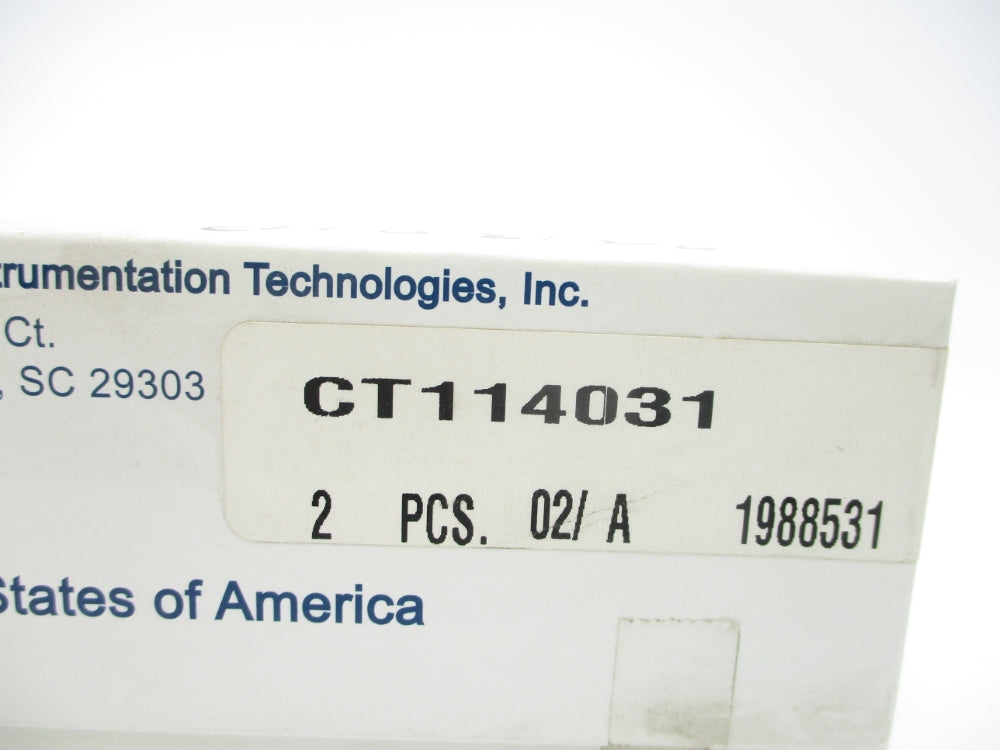 trumentation Technologies, Inc.
Ct.
, SC 29303
CT114031
2 PCS. 02/ A 1988531
States of America